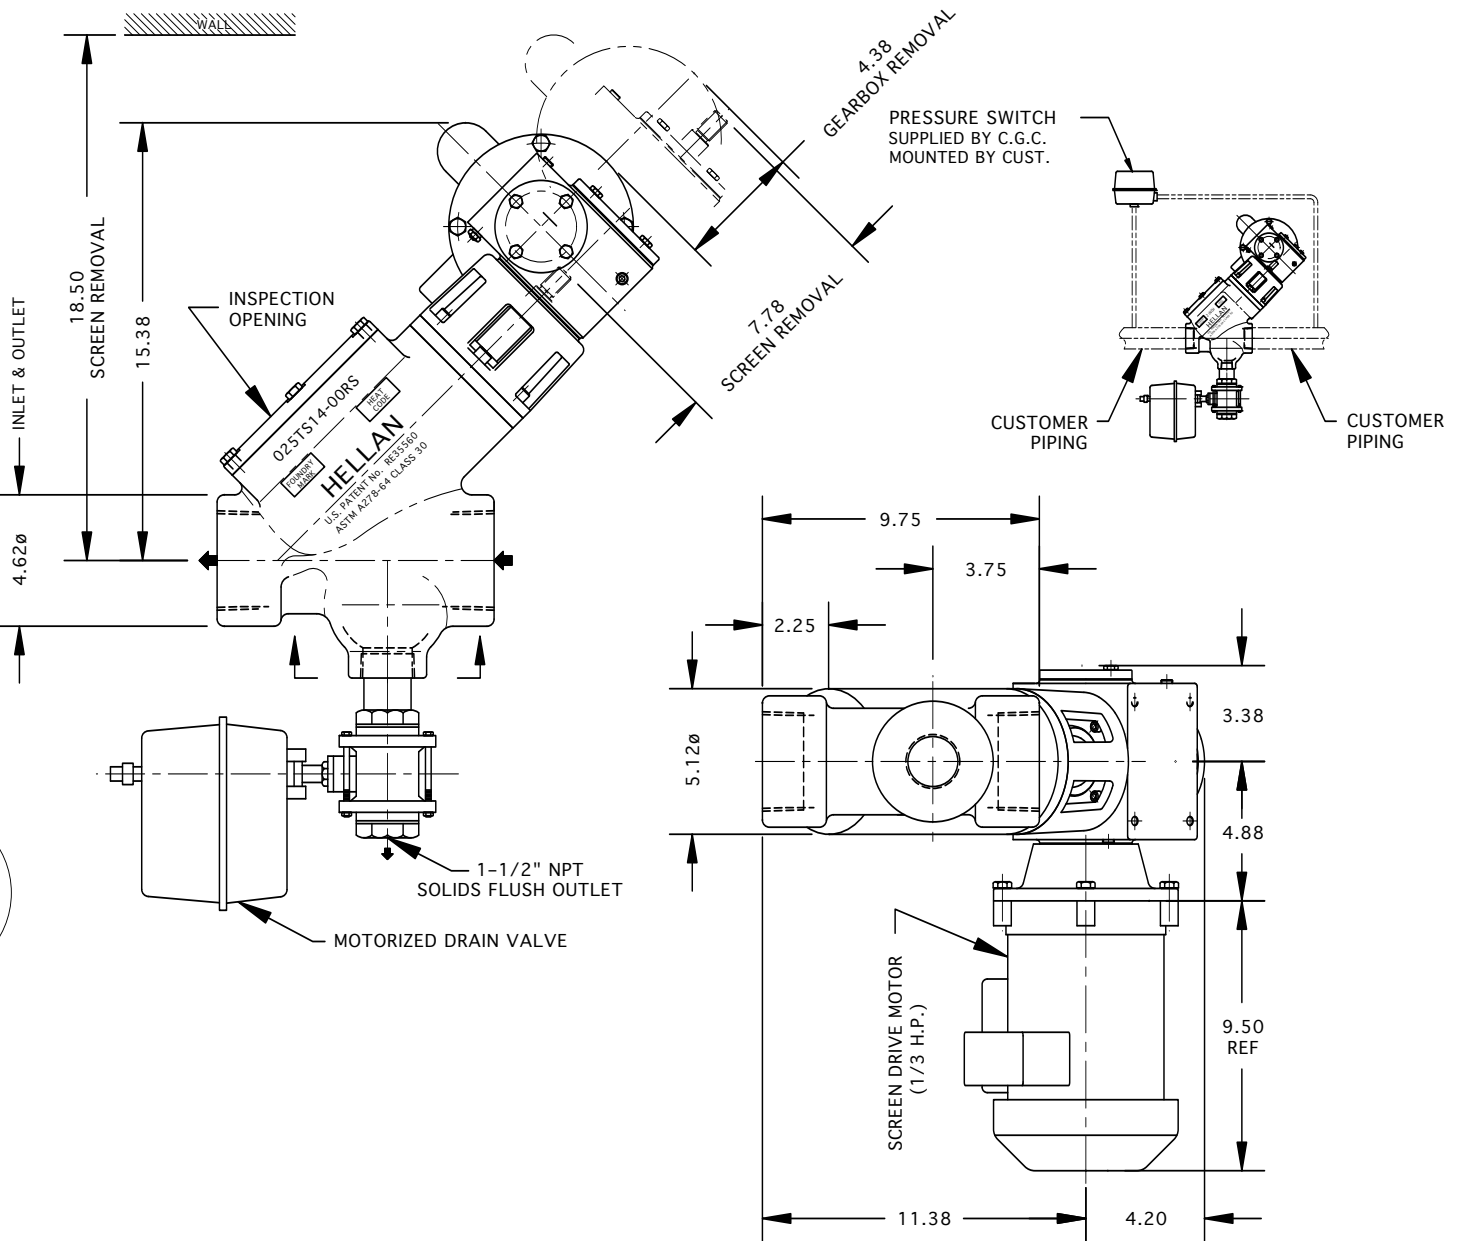 WALL
18.50
SCREEN REMOVAL
15.38
INLET & OUTLET
4.62ø
INSPECTION
OPENING
025TS14-00RS
HEAT
CODE
FOUNDRY
MARK
HELLAN
U.S. PATENT No. RE35560
ASTM A278-64 CLASS 30
4.38
GEARBOX REMOVAL
7.78
SCREEN REMOVAL
PRESSURE SWITCH
SUPPLIED BY C.G.C.
MOUNTED BY CUST.
HELLAN
CUSTOMER
PIPING
CUSTOMER
PIPING
1-1/2" NPT
SOLIDS FLUSH OUTLET
MOTORIZED DRAIN VALVE
9.75
3.75
2.25
5.12ø
3.38
4.88
9.50
REF
SCREEN DRIVE MOTOR
(1/3 H.P.)
11.38
4.20